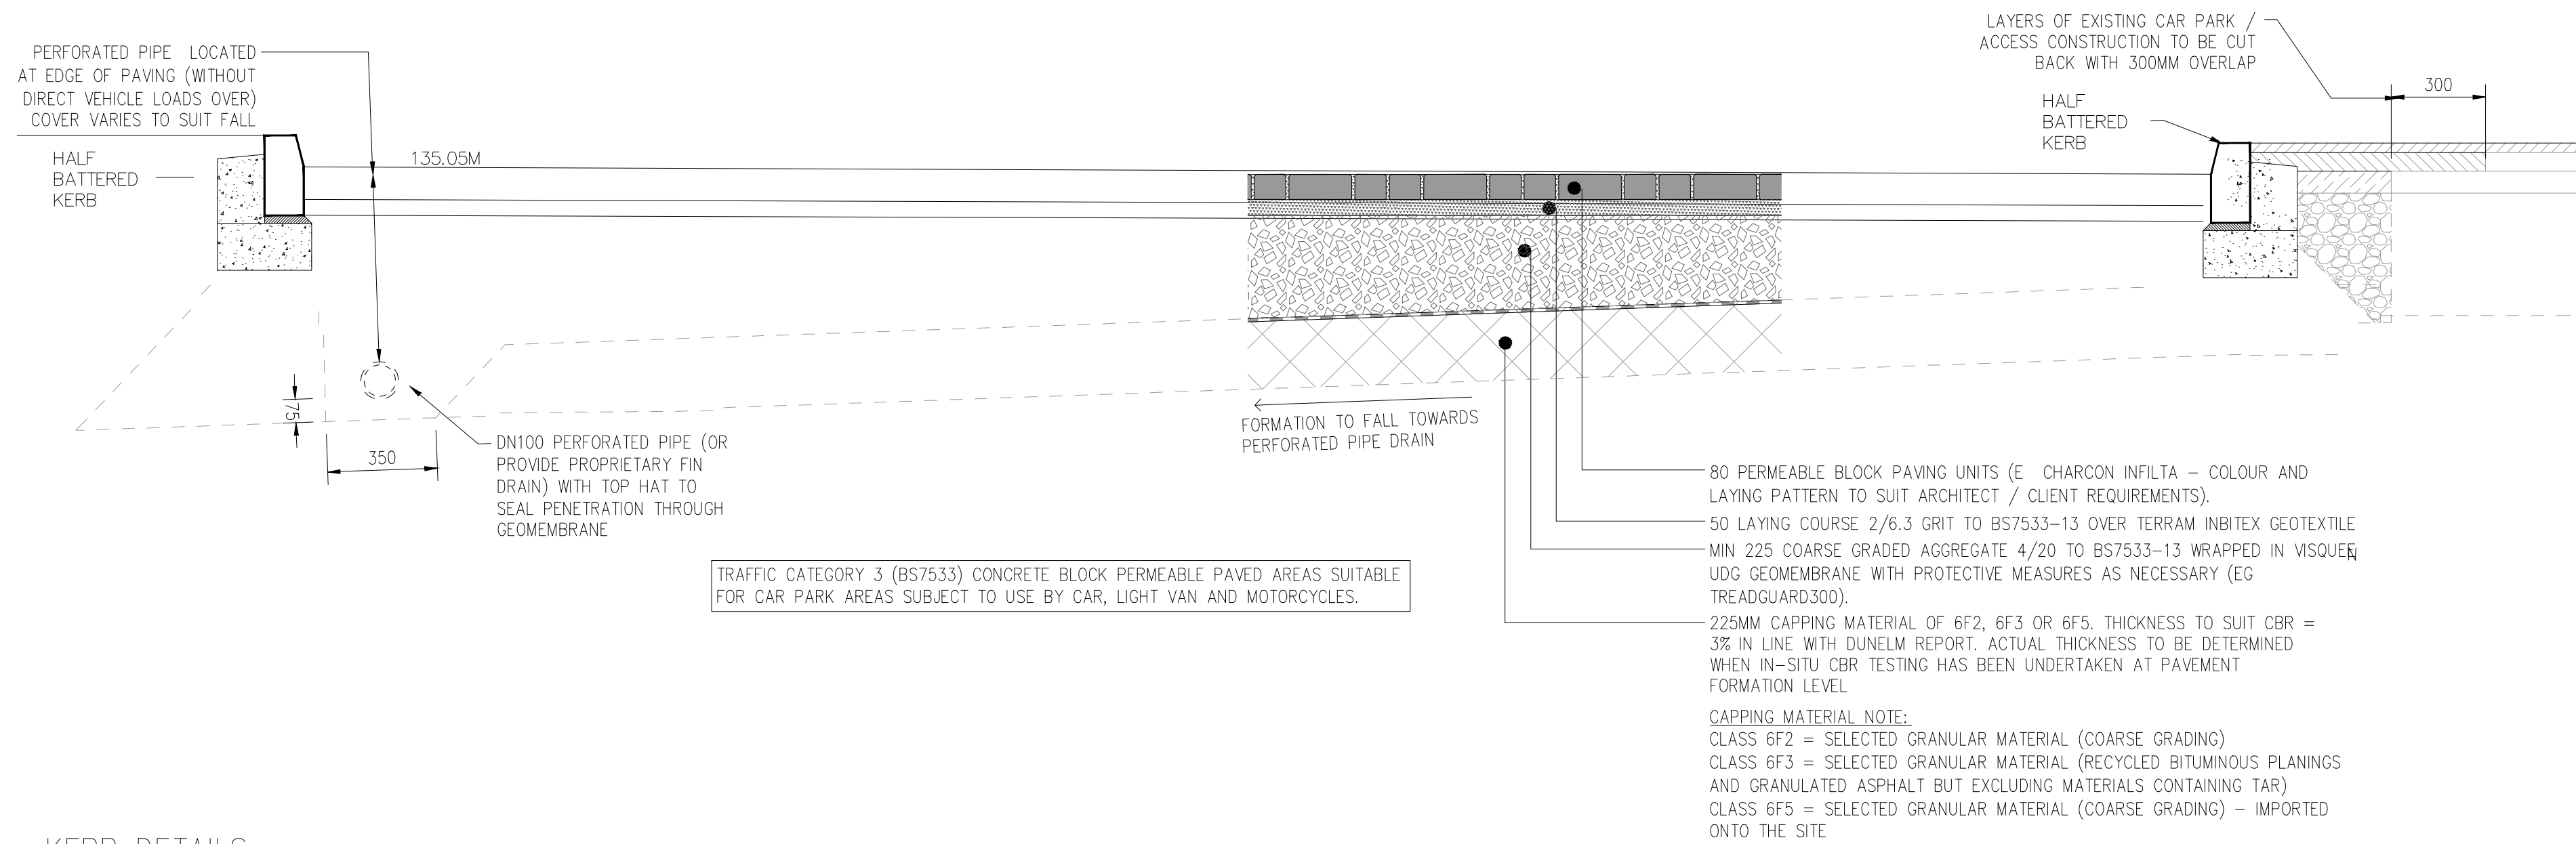 PERFORATED PIPE LOCATED
AT EDGE OF PAVING (WITHOUT
DIRECT VEHICLE LOADS OVER)
COVER VARIES TO SUIT FALL
HALF
BATTERED
KERB
135.05M
LAYERS OF EXISTING CAR PARK /
ACCESS CONSTRUCTION TO BE CUT
BACK WITH 300MM OVERLAP
300
HALF
BATTERED
KERB
75
350
DN100 PERFORATED PIPE (OR
PROVIDE PROPRIETARY FIN
DRAIN) WITH TOP HAT TO
SEAL PENETRATION THROUGH
GEOMEMBRANE
FORMATION TO FALL TOWARDS
PERFORATED PIPE DRAIN
TRAFFIC CATEGORY 3 (BS7533) CONCRETE BLOCK PERMEABLE PAVED AREAS SUITABLE
FOR CAR PARK AREAS SUBJECT TO USE BY CAR, LIGHT VAN AND MOTORCYCLES.
80 PERMEABLE BLOCK PAVING UNITS (E CHARCON INFILTA - COLOUR AND
LAYING PATTERN TO SUIT ARCHITECT / CLIENT REQUIREMENTS).
50 LAYING COURSE 2/6.3 GRIT TO BS7533-13 OVER TERRAM INBITEX GEOTEXTILE
MIN 225 COARSE GRADED AGGREGATE 4/20 TO BS7533-13 WRAPPED IN VISQUEEN
UDG GEOMEMBRANE WITH PROTECTIVE MEASURES AS NECESSARY (EG
TREADGUARD300).
225MM CAPPING MATERIAL OF 6F2, 6F3 OR 6F5. THICKNESS TO SUIT CBR =
3% IN LINE WITH DUNELM REPORT. ACTUAL THICKNESS TO BE DETERMINED
WHEN IN-SITU CBR TESTING HAS BEEN UNDERTAKEN AT PAVEMENT
FORMATION LEVEL
CAPPING MATERIAL NOTE:
CLASS 6F2 = SELECTED GRANULAR MATERIAL (COARSE GRADING)
CLASS 6F3 = SELECTED GRANULAR MATERIAL (RECYCLED BITUMINOUS PLANINGS
AND GRANULATED ASPHALT BUT EXCLUDING MATERIALS CONTAINING TAR)
CLASS 6F5 = SELECTED GRANULAR MATERIAL (COARSE GRADING) - IMPORTED
ONTO THE SITE
KERB DETAILS